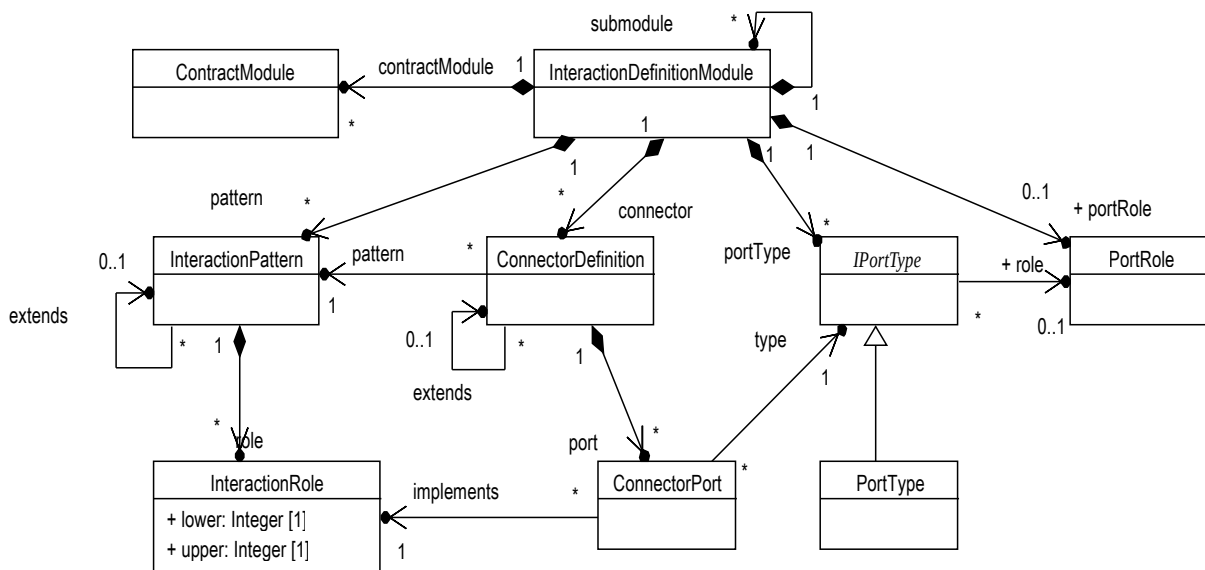 submodule
*
ContractModule
contractModule
1
InteractionDefinitionModule
*
1
1
1
1
1
pattern
*
*
connector
portType
*
0..1
+ portRole
0..1
InteractionPattern
pattern
*
ConnectorDefinition
IPortType
+ role
PortRole
extends
1
0..1
*
0..1
*
1
*
1
extends
type
1
*
role
port
*
*
InteractionRole
implements
*
ConnectorPort
PortType
+ lower: Integer [1]
+ upper: Integer [1]
1